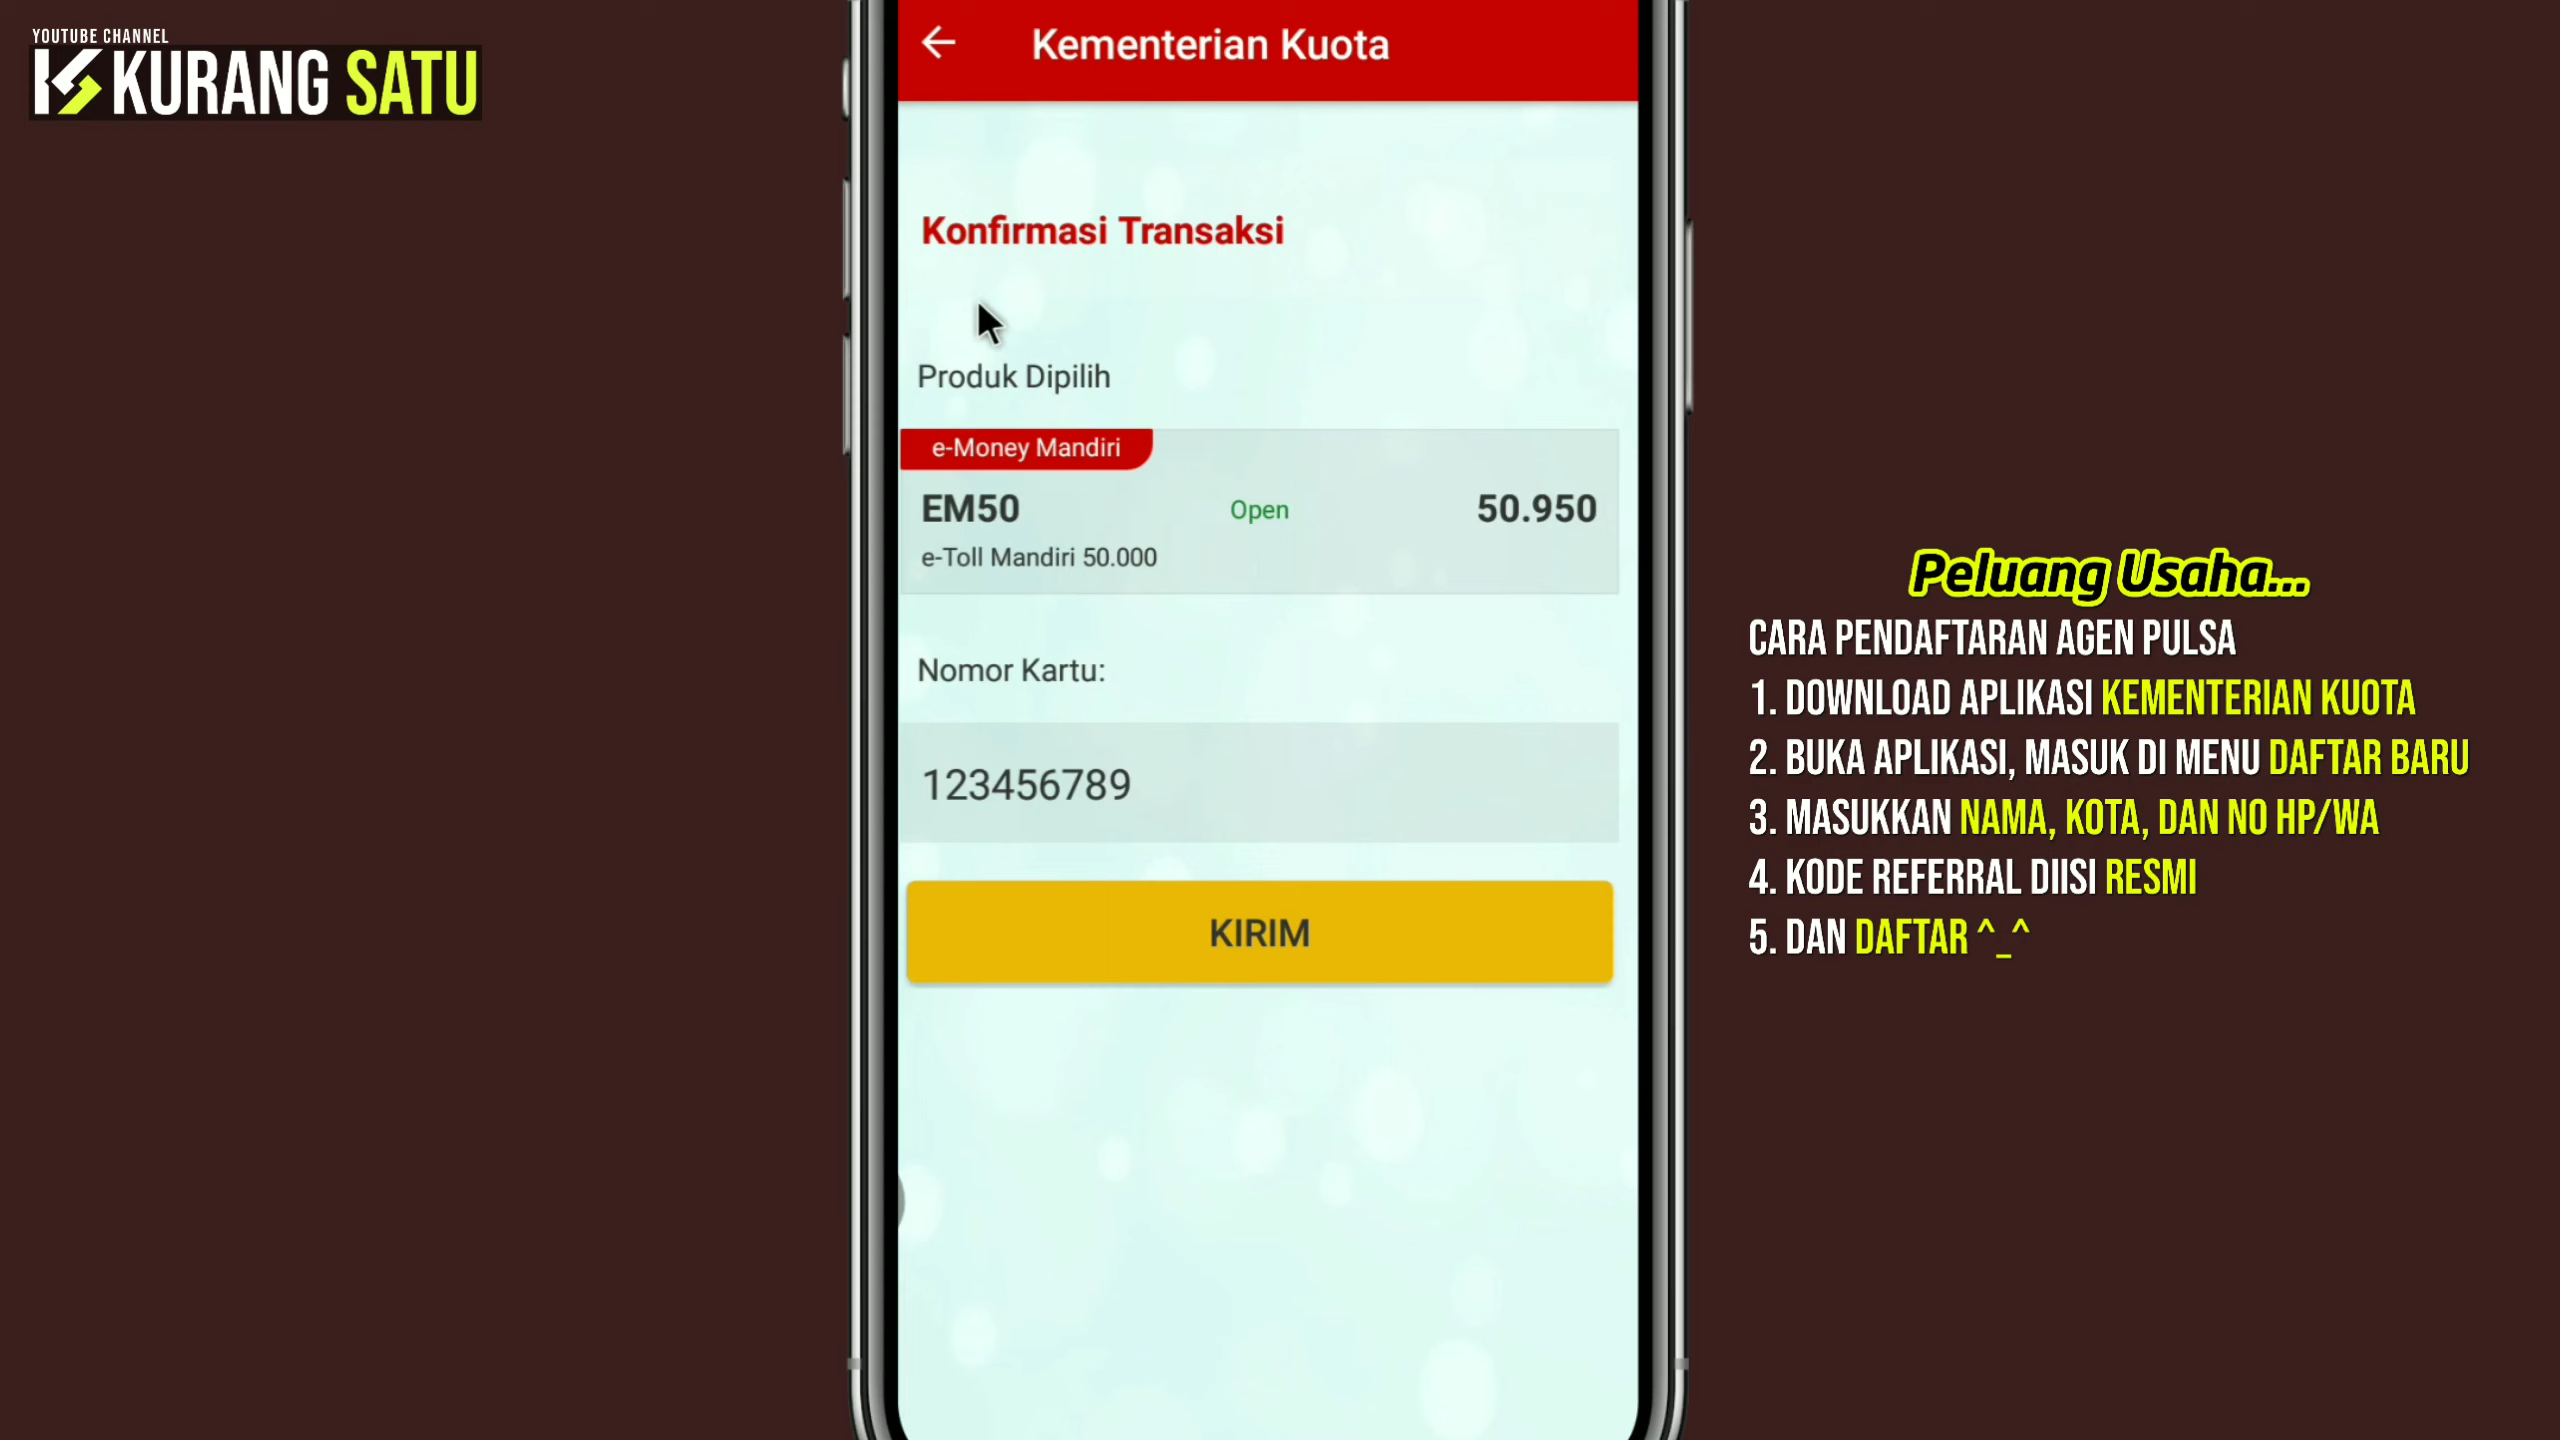 YOUTUBE CHANNEL
KURANG SATU
Kementerian Kuota
Konfirmasi Transaksi
Produk Dipilih
e-Money Mandiri
EM50 Open 50.950
e-Toll Mandiri 50.000
Nomor Kartu:
123456789
KIRIM
Peluang Usaha...
CARA PENDAFTARAN AGEN PULSA
1. DOWNLOAD APLIKASI KEMENTERIAN KUOTA
2. BUKA APLIKASI, MASUK DI MENU DAFTAR BARU
3. MASUKKAN NAMA, KOTA, DAN NO HP/WA
4. KODE REFERRAL DIISI RESMI
5. DAN DAFTAR ^_^